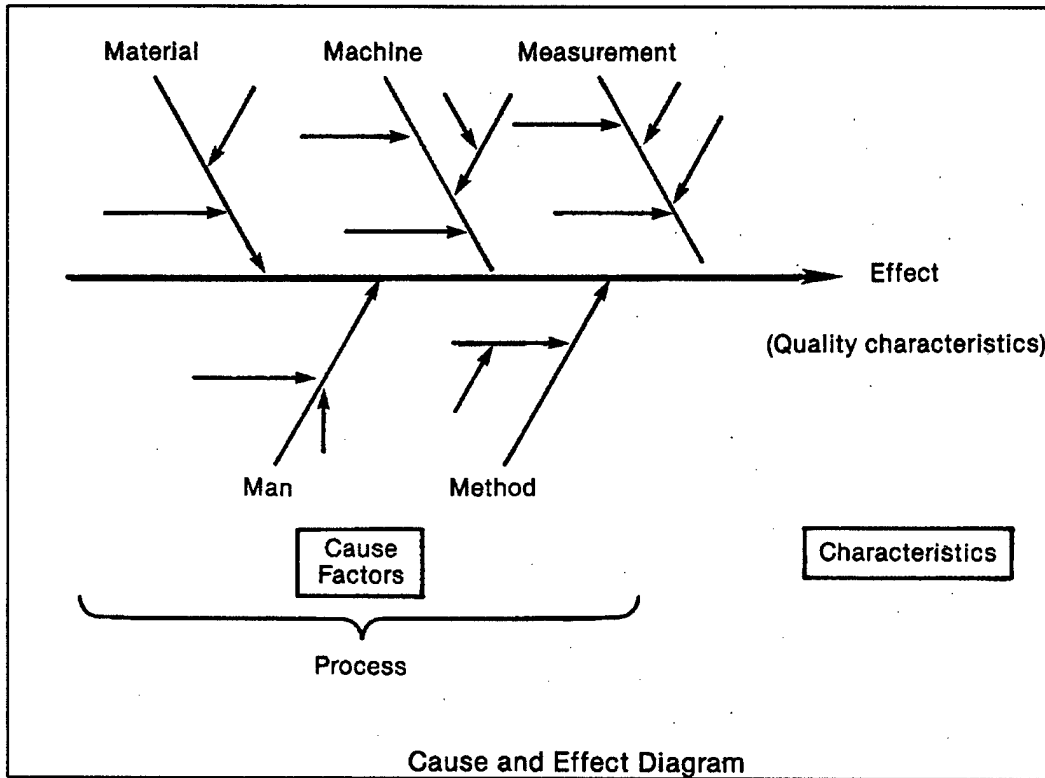 Material
Machine
Measurement
Effect
(Quality characteristics)
Man
Method
Cause
Factors
Characteristics
Process
Cause and Effect Diagram